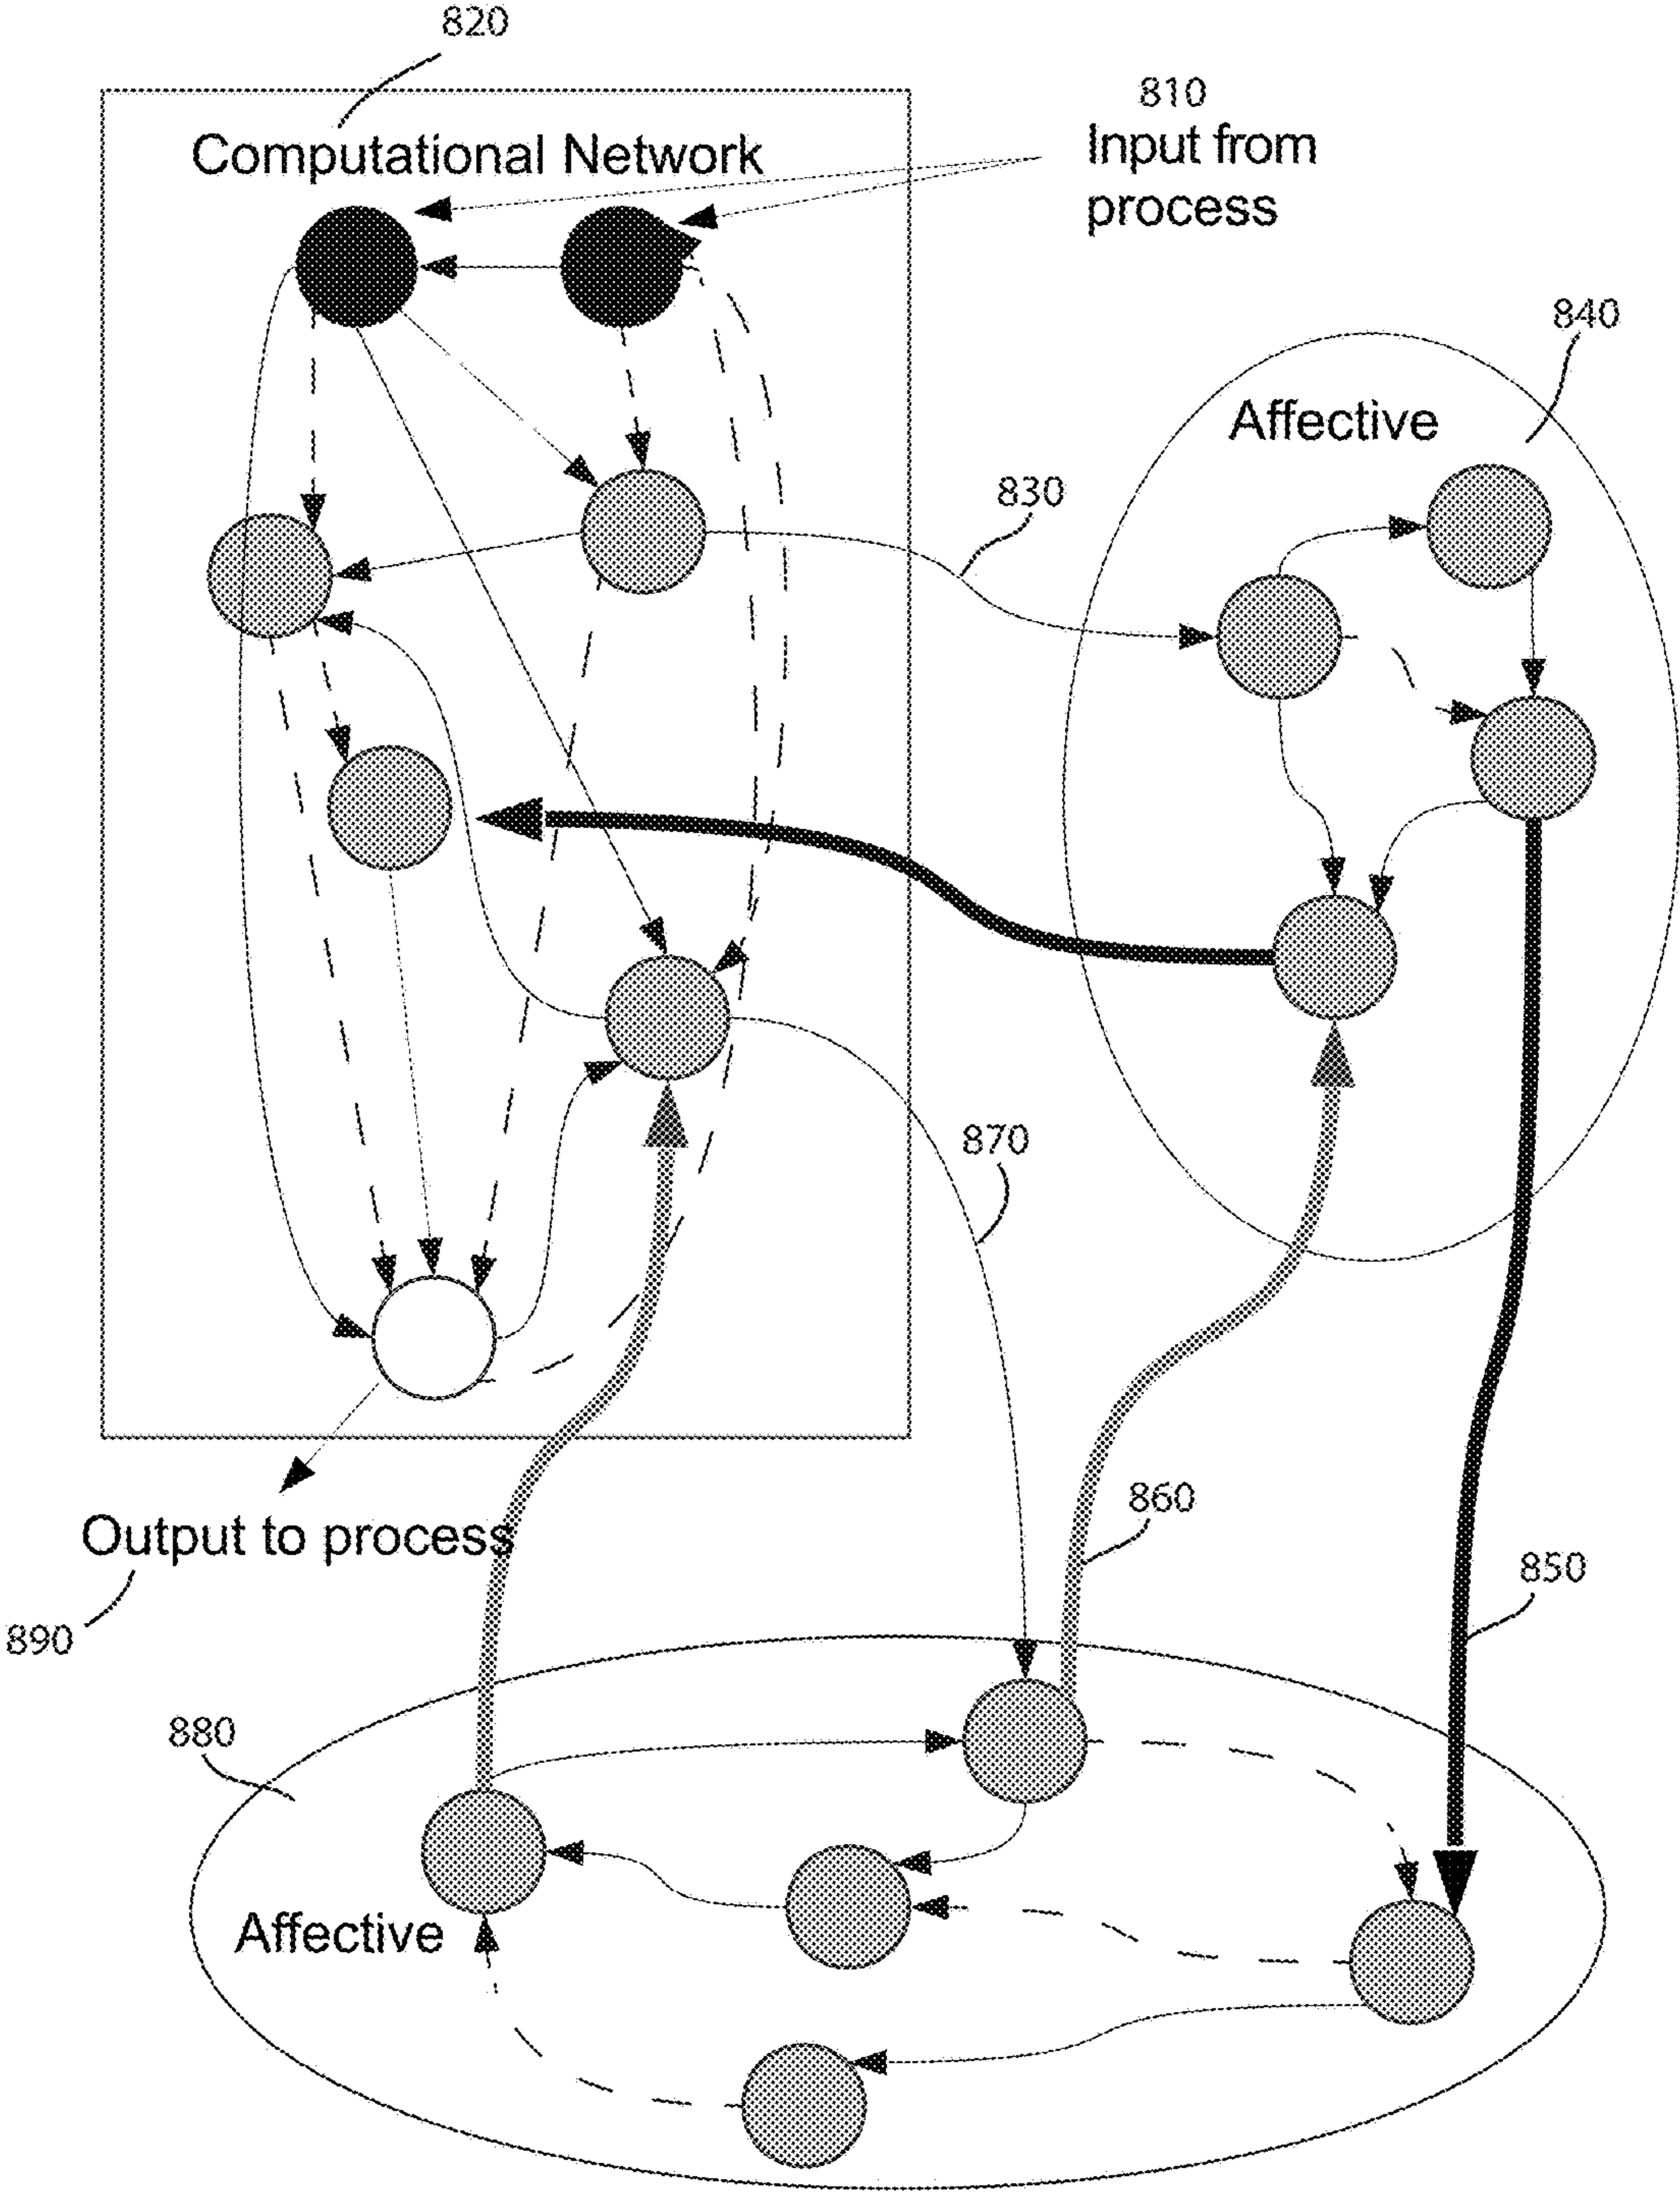 820
810
Computational Network
Input from
process
840
Affective
830
870
860
Output to process
850
890
880
Affective